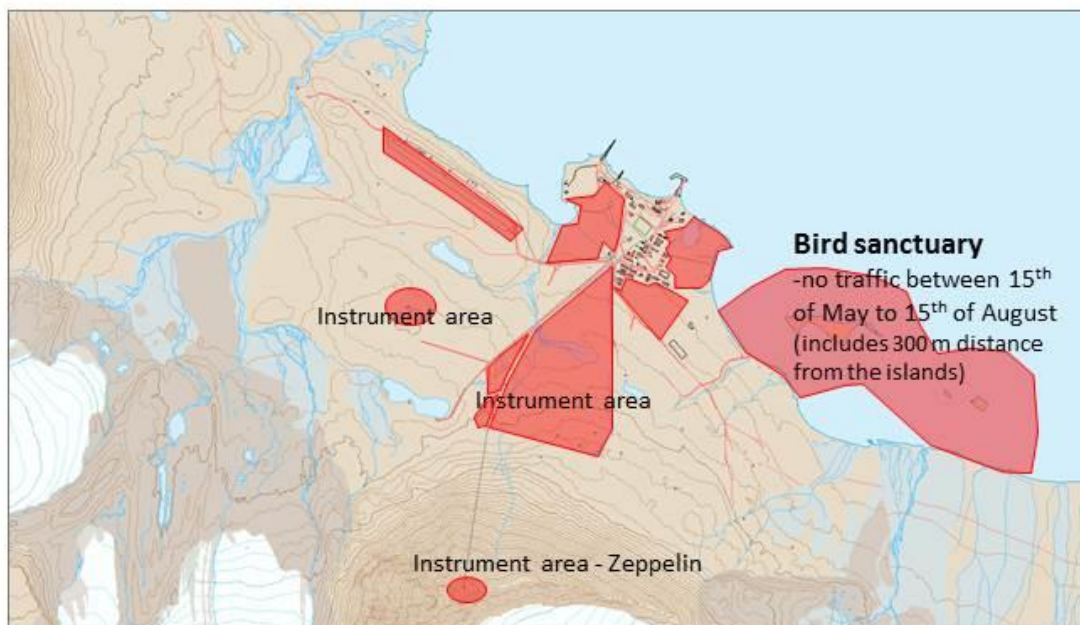 Bird sanctuary
-no traffic between 15th
of May to 15th of August
(includes 300 m distance
from the islands)
Instrument area
Instrument area
Instrument area - Zeppelin